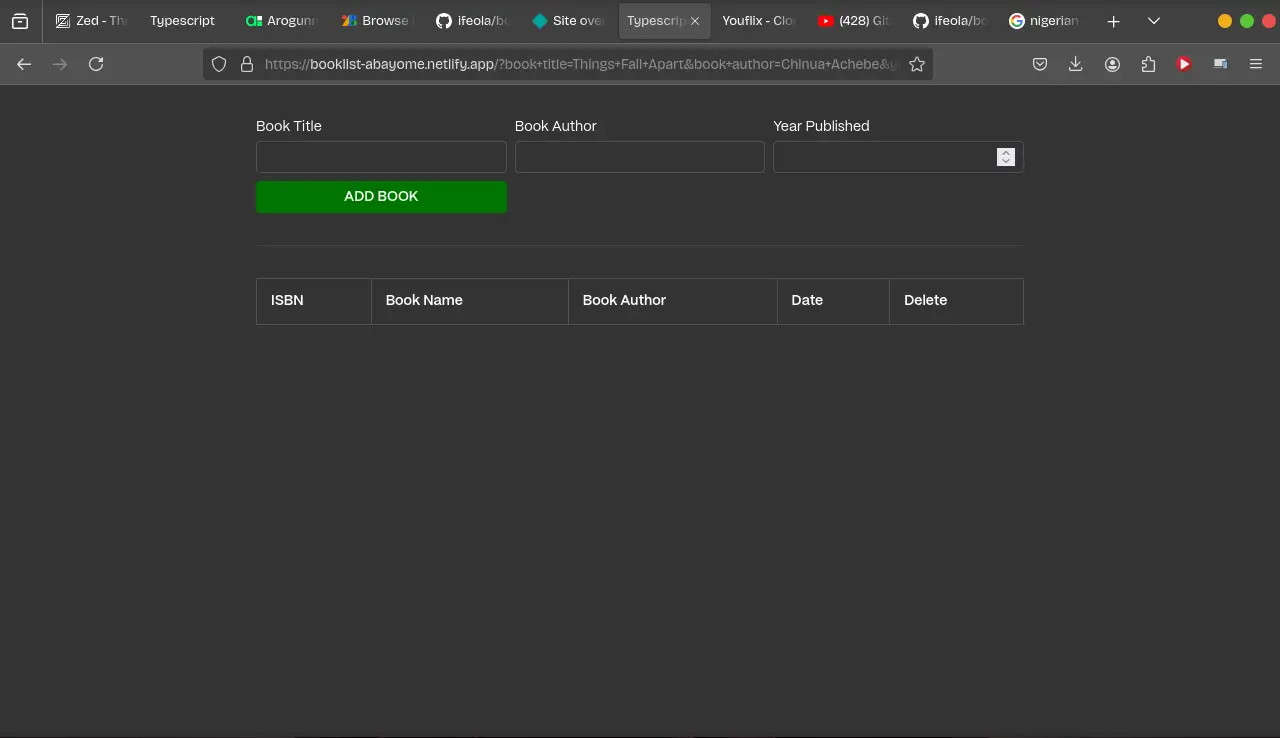 Zed - Th
Typescript
Arogunn
Browse
ifeola/bo
Site over
Typescrip
Youflix - Clo
(428) Git
ifeola/bo
nigerian
https://booklist-abayome.netlify.app/?book+title=Things+Fall+Apart&book+author=Chinua+Achebe&y
Book Title Book Author Year Published
ADD BOOK
ISBN Book Name Book Author Date Delete